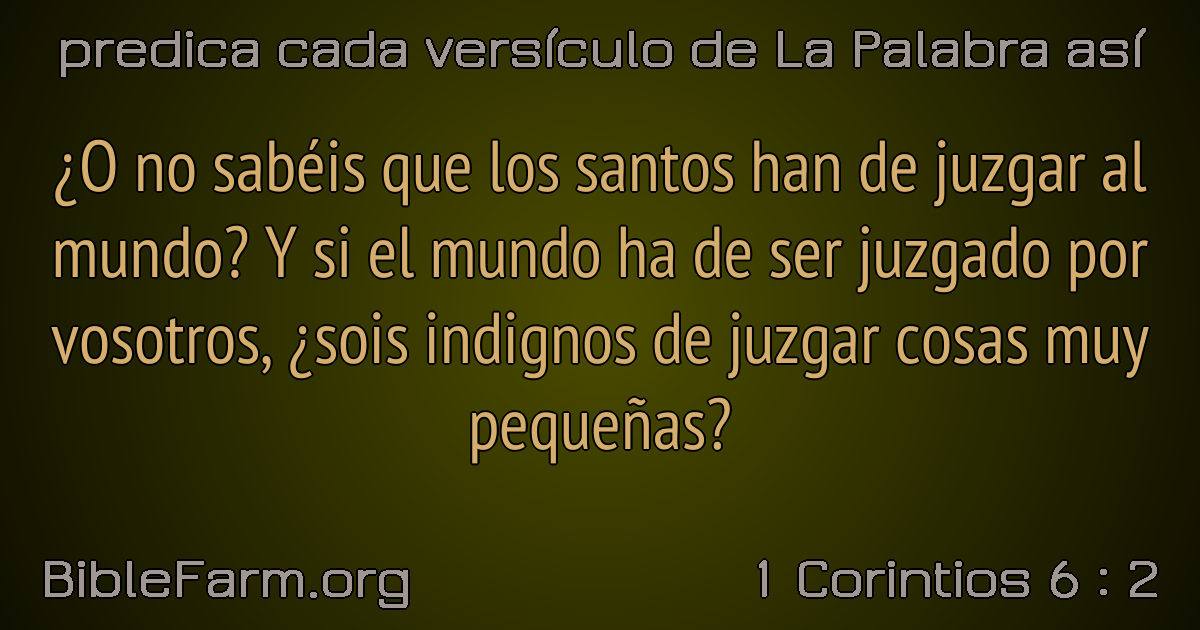 predica cada versículo de La Palabra así
¿O no sabéis que los santos han de juzgar al
mundo? Y si el mundo ha de ser juzgado por
vosotros, ¿sois indignos de juzgar cosas muy
pequeñas?
BibleFarm.org
1 Corintios 6 : 2